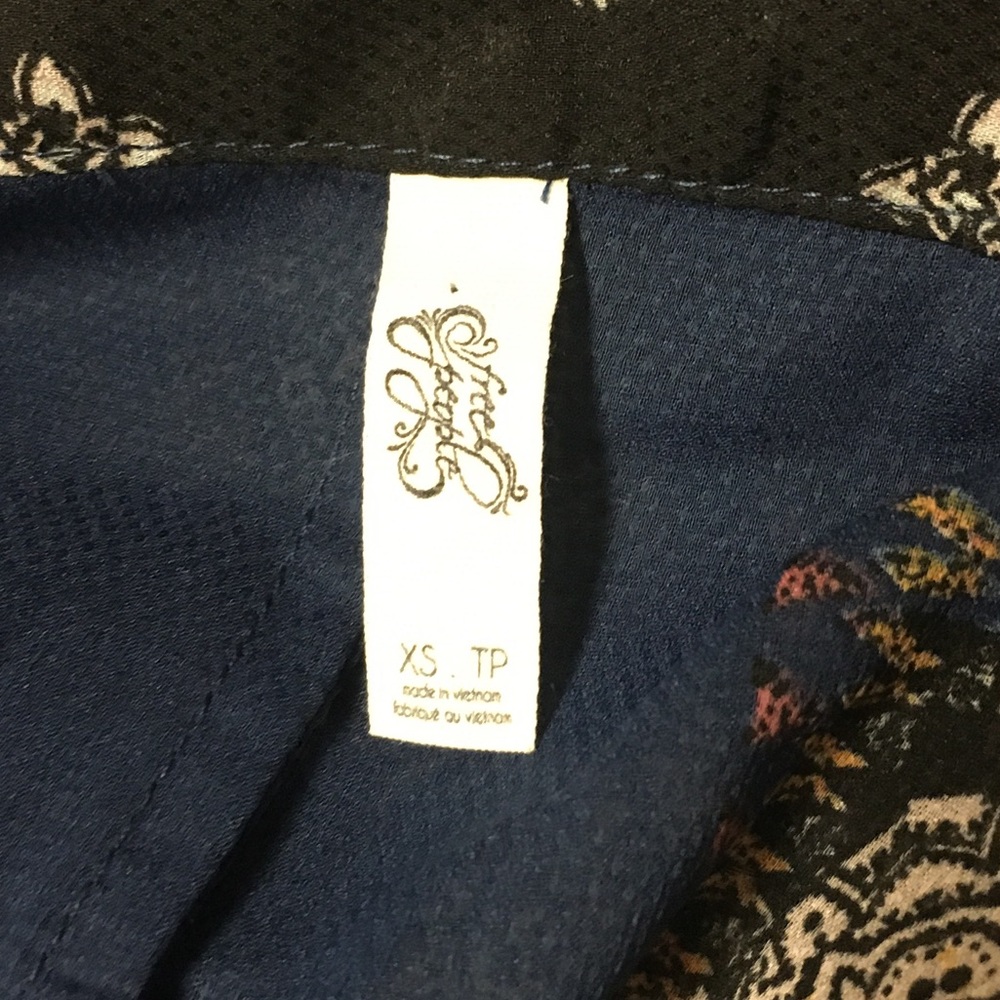 free
people
XS . TP
made in vietnam
fabriqué au vietnam